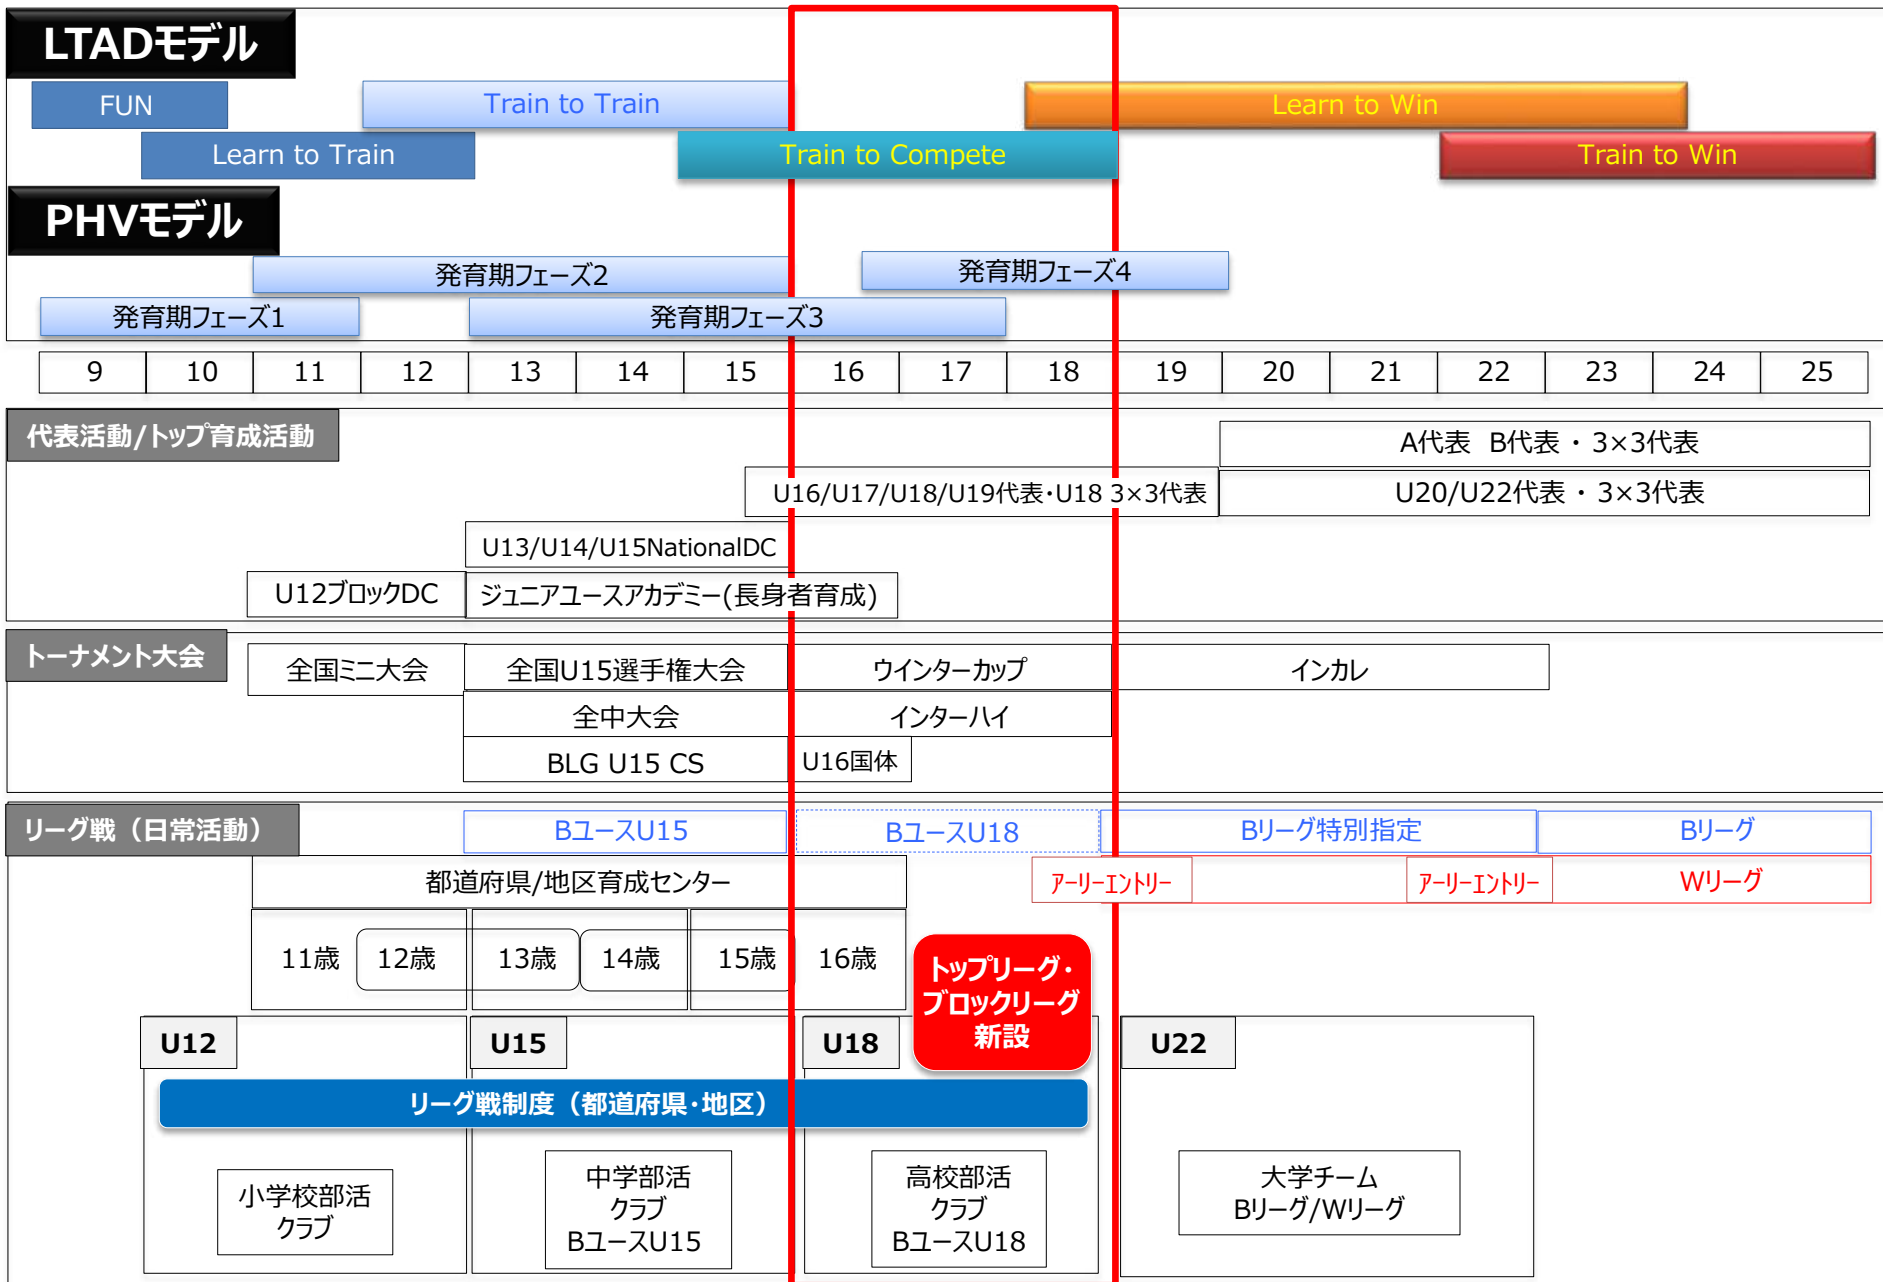 LTADモデル
FUN
Train to Train
Learn to Win
Learn to Train
Train to Compete
Train to Win
PHVモデル
発育期フェーズ2
発育期フェーズ4
発育期フェーズ1
発育期フェーズ3
9 10 11 12 13 14 15 16 17 18 19 20 21 22 23 24 25
代表活動/トップ育成活動
A代表 B代表・3×3代表
U16/U17/U18/U19代表・U18 3×3代表
U20/U22代表・3×3代表
U13/U14/U15NationalDC
U12ブロックDC
ジュニアユースアカデミー(長身者育成)
トーナメント大会
全国ミニ大会
全国U15選手権大会
ウインターカップ
インカレ
全中大会
インターハイ
BLG U15 CS
U16国体
リーグ戦（日常活動）
BユースU15
BユースU18
Bリーグ特別指定
Bリーグ
都道府県/地区育成センター
アーリーエントリー
アーリーエントリー
Wリーグ
11歳
12歳
13歳
14歳
15歳
16歳
トップリーグ・
ブロックリーグ
新設
U12
U15
U18
U22
リーグ戦制度（都道府県・地区）
小学校部活
クラブ
中学部活
クラブ
BユースU15
高校部活
クラブ
BユースU18
大学チーム
Bリーグ/Wリーグ